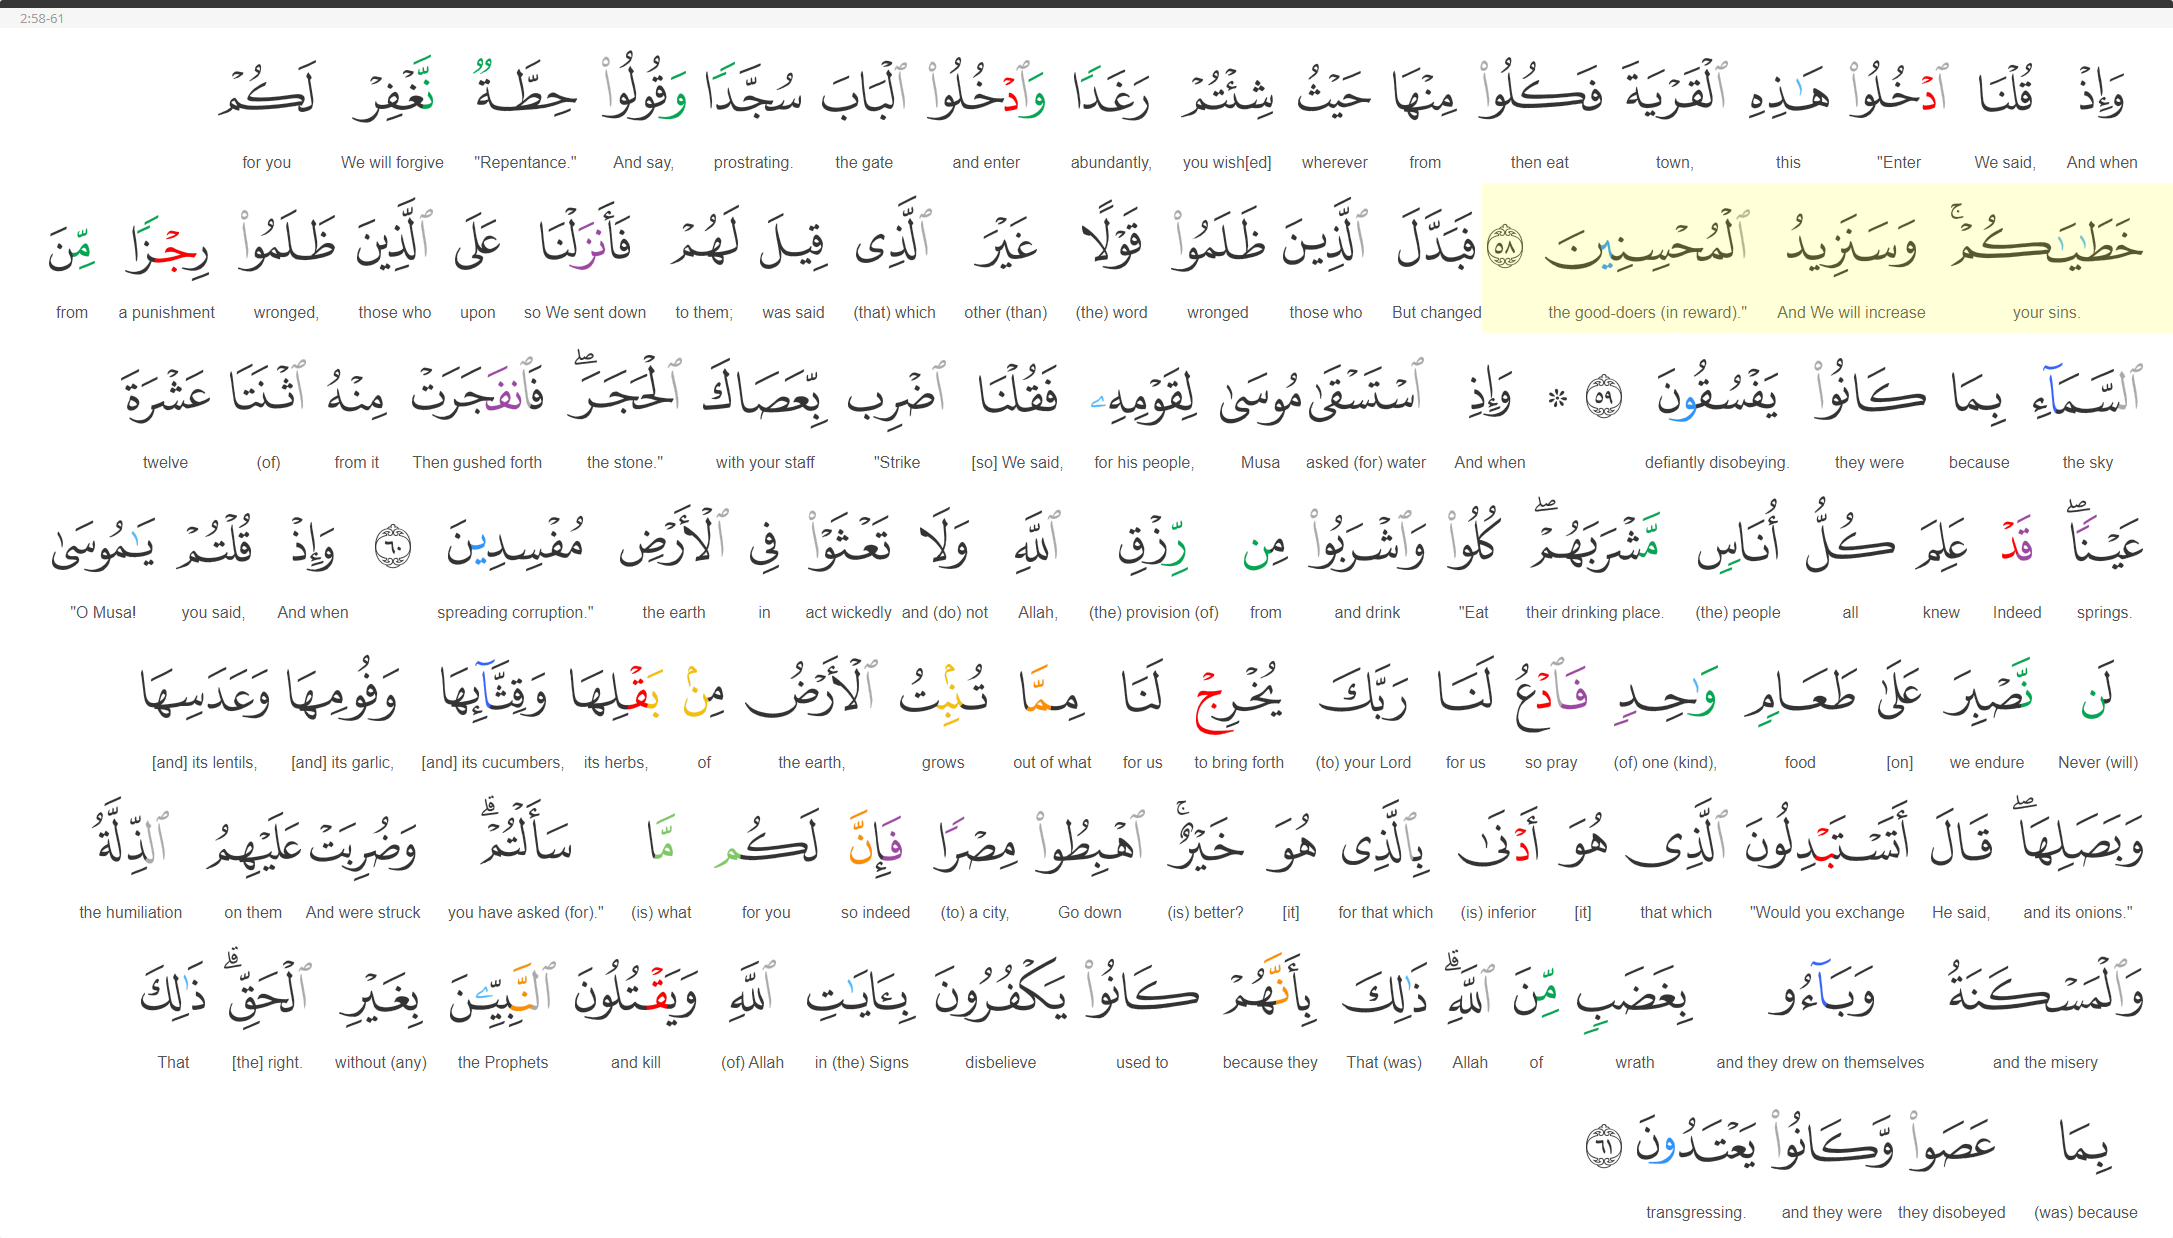 2:58-61
وَإِذْ قُلْنَا ٱدْخُلُوا۟ هَـٰذِهِ ٱلْقَرْيَةَ فَكُلُوا۟ مِنْهَا حَيْثُ شِئْتُمْ رَغَدًا وَٱدْخُلُوا۟ ٱلْبَابَ سُجَّدًا وَقُولُوا۟ حِطَّةٌ نَّغْفِرْ لَكُمْ
for you We will forgive "Repentance." And say, prostrating. the gate and enter abundantly, you wish[ed] wherever from then eat town, this "Enter We said, And when
خَطَـٰيَـٰكُمْ ۚ وَسَنَزِيدُ ٱلْمُحْسِنِينَ ٥٨ فَبَدَّلَ ٱلَّذِينَ ظَلَمُوا۟ قَوْلًا غَيْرَ ٱلَّذِى قِيلَ لَهُمْ فَأَنزَلْنَا عَلَى ٱلَّذِينَ ظَلَمُوا۟ رِجْزًا مِّنَ
from a punishment wronged, those who upon so We sent down to them; was said (that) which other (than) (the) word wronged those who But changed the good-doers (in reward)." And We will increase your sins.
ٱلسَّمَآءِ بِمَا كَانُوا۟ يَفْسُقُونَ ٥٩ ۞ وَإِذِ ٱسْتَسْقَىٰ مُوسَىٰ لِقَوْمِهِۦ فَقُلْنَا ٱضْرِب بِّعَصَاكَ ٱلْحَجَرَ ۖ فَٱنفَجَرَتْ مِنْهُ ٱثْنَتَا عَشْرَةَ
twelve (of) from it Then gushed forth the stone." with your staff "Strike [so] We said, for his people, Musa asked (for) water And when defiantly disobeying. they were because the sky
عَيْنًا ۖ قَدْ عَلِمَ كُلُّ أُنَاسٍ مَّشْرَبَهُمْ ۖ كُلُوا۟ وَٱشْرَبُوا۟ مِن رِّزْقِ ٱللَّهِ وَلَا تَعْثَوْا۟ فِى ٱلْأَرْضِ مُفْسِدِينَ ٦٠ وَإِذْ قُلْتُمْ يَـٰمُوسَىٰ
"O Musa! you said, And when spreading corruption." the earth in act wickedly and (do) not Allah, (the) provision (of) from and drink "Eat their drinking place. (the) people all knew Indeed springs.
لَن نَّصْبِرَ عَلَىٰ طَعَامٍ وَٰحِدٍ فَٱدْعُ لَنَا رَبَّكَ يُخْرِجْ لَنَا مِمَّا تُنۢبِتُ ٱلْأَرْضُ مِنۢ بَقْلِهَا وَقِثَّآئِهَا وَفُومِهَا وَعَدَسِهَا
[and] its lentils, [and] its garlic, [and] its cucumbers, its herbs, of the earth, grows out of what for us to bring forth (to) your Lord for us so pray (of) one (kind), food [on] we endure Never (will)
وَبَصَلِهَا ۖ قَالَ أَتَسْتَبْدِلُونَ ٱلَّذِى هُوَ أَدْنَىٰ بِٱلَّذِى هُوَ خَيْرٌ ۚ ٱهْبِطُوا۟ مِصْرًا فَإِنَّ لَكُم مَّا سَأَلْتُمْ ۗ وَضُرِبَتْ عَلَيْهِمُ ٱلذِّلَّةُ
the humiliation on them And were struck you have asked (for)." (is) what for you so indeed (to) a city, Go down (is) better? [it] for that which (is) inferior [it] that which "Would you exchange He said, and its onions."
وَٱلْمَسْكَنَةُ وَبَآءُو بِغَضَبٍ مِّنَ ٱللَّهِ ۗ ذَٰلِكَ بِأَنَّهُمْ كَانُوا۟ يَكْفُرُونَ بِـَٔايَـٰتِ ٱللَّهِ وَيَقْتُلُونَ ٱلنَّبِيِّـۧنَ بِغَيْرِ ٱلْحَقِّ ۗ ذَٰلِكَ
That [the] right. without (any) the Prophets and kill (of) Allah in (the) Signs disbelieve used to because they That (was) Allah of wrath and they drew on themselves and the misery
بِمَا عَصَوا۟ وَّكَانُوا۟ يَعْتَدُونَ ٦١
transgressing. and they were they disobeyed (was) because